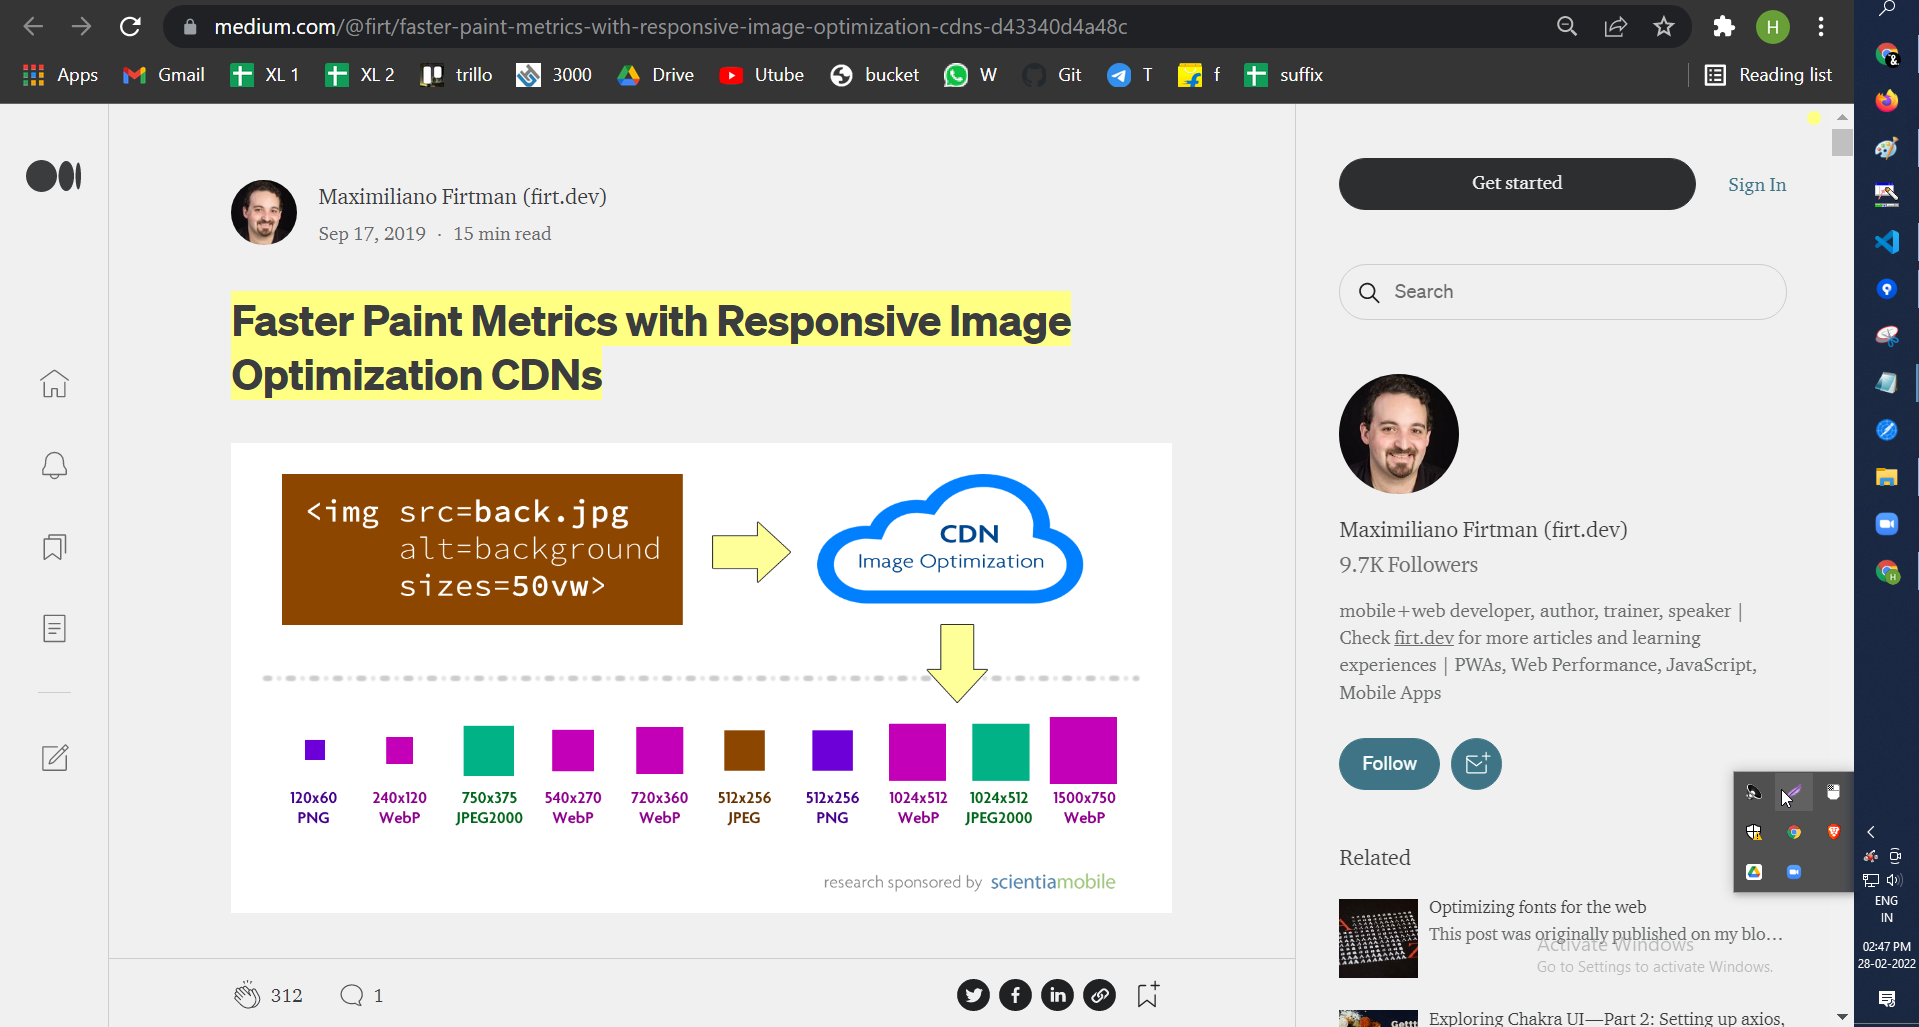 medium.com/@firt/faster-paint-metrics-with-responsive-image-optimization-cdns-d43340d4a48c
H
Apps Gmail XL 1 XL 2 trillo 3000 Drive Utube bucket W Git T f suffix Reading list
Maximiliano Firtman (firt.dev)
Sep 17, 2019 · 15 min read
Faster Paint Metrics with Responsive Image
Optimization CDNs
<img src=back.jpg
alt=background
sizes=50vw>
CDN
Image Optimization
120x60 240x120 750x375 540x270 720x360 512x256 512x256 1024x512 1024x512 1500x750
PNG WebP JPEG2000 WebP WebP JPEG PNG WebP JPEG2000 WebP
research sponsored by scientiamobile
312 1
Get started Sign In
Search
Maximiliano Firtman (firt.dev)
9.7K Followers
mobile+web developer, author, trainer, speaker |
Check firt.dev for more articles and learning
experiences | PWAs, Web Performance, JavaScript,
Mobile Apps
Follow
Related
Optimizing fonts for the web
This post was originally published on my blo...
Activate Windows
Go to Settings to activate Windows.
Exploring Chakra UI—Part 2: Setting up axios,
ENG
IN
02:47 PM
28-02-2022